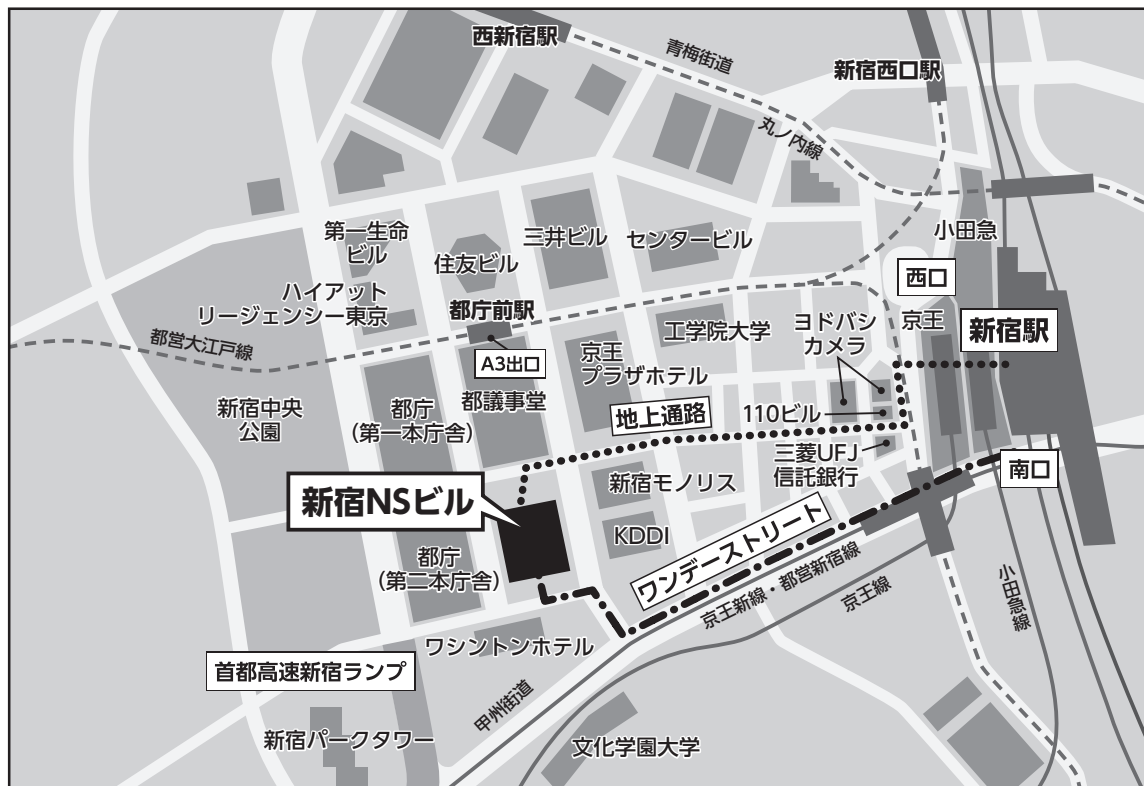 西新宿駅
青梅街道
新宿西口駅
丸ノ内線
第一生命
ビル
住友ビル
三井ビル
センタービル
小田急
西口
ハイアット
リージェンシー東京
都庁前駅
A3出口
都営大江戸線
工学院大学
ヨドバシ
カメラ
京王
新宿駅
京王
プラザホテル
都議事堂
新宿中央
公園
都庁
(第一本庁舎)
地上通路
110ビル
三菱UFJ
信託銀行
南口
新宿NSビル
新宿モノリス
KDDI
ワンデーストリート
都庁
(第二本庁舎)
京王新線・都営新宿線
京王線
小田急線
ワシントンホテル
首都高速新宿ランプ
甲州街道
新宿パークタワー
文化学園大学